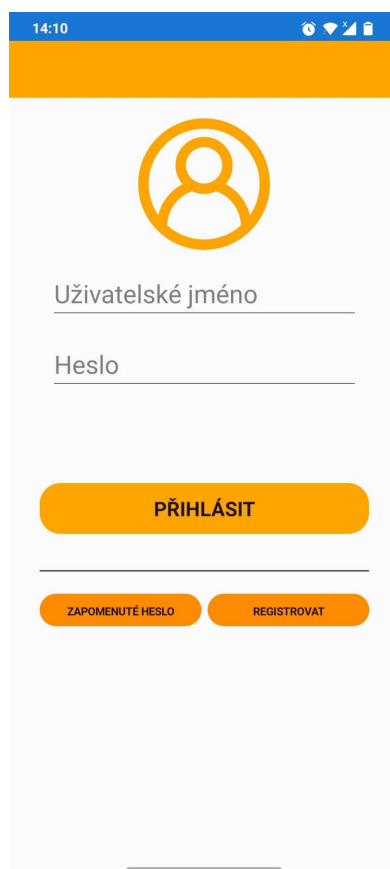 14:10
x
Uživatelské jméno
Heslo
PŘIHLÁSIT
ZAPOMENUTÉ HESLO
REGISTROVAT